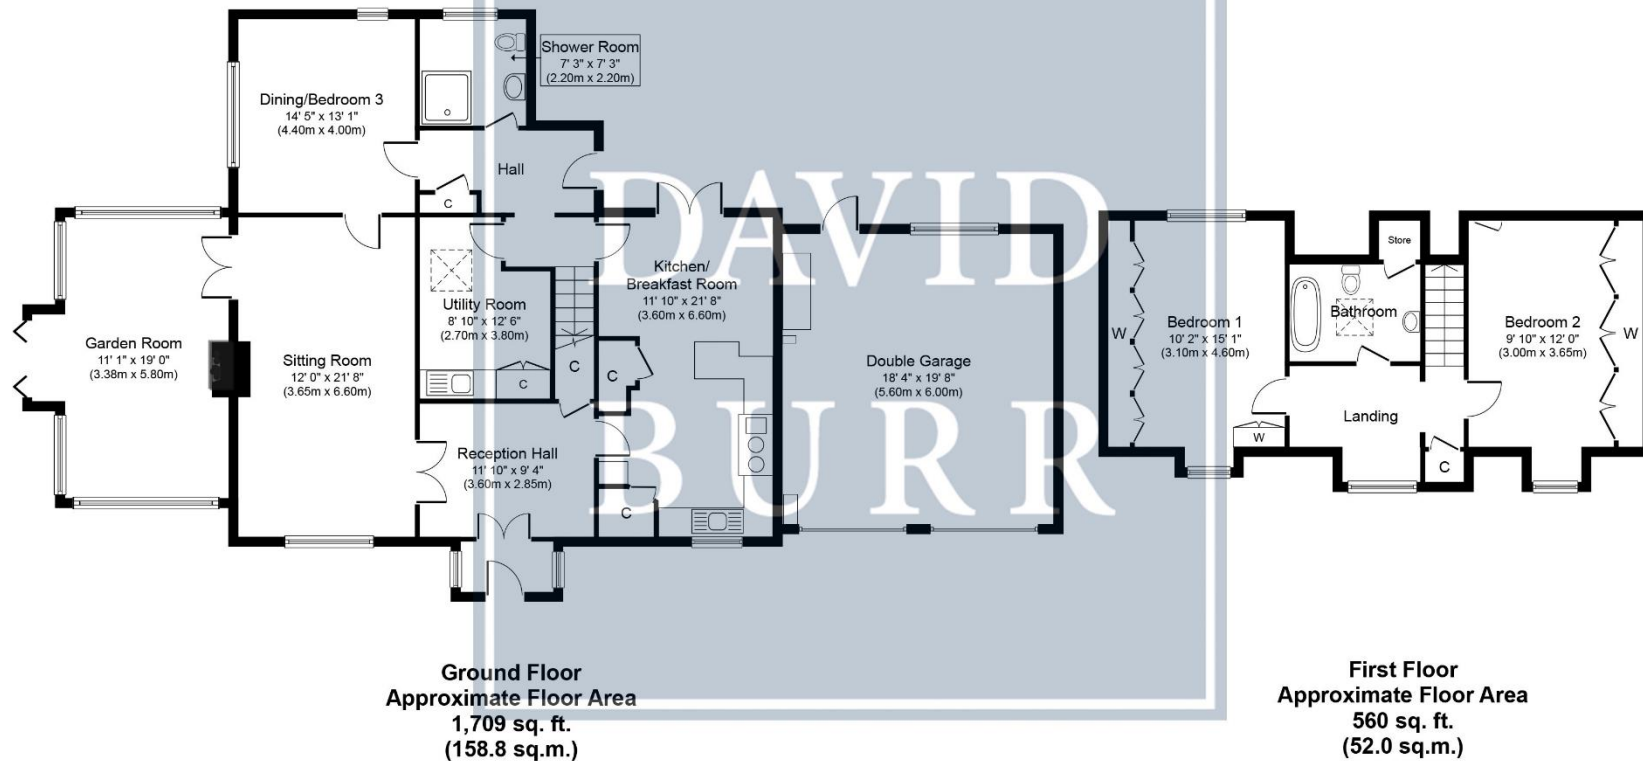 Shower Room
7' 3" x 7' 3"
(2.20m x 2.20m)
Dining/Bedroom 3
14' 5" x 13' 1"
(4.40m x 4.00m)
Hall
C
DAVID
BURR
Garden Room
11' 1" x 19' 0"
(3.38m x 5.80m)
Sitting Room
12' 0" x 21' 8"
(3.65m x 6.60m)
Utility Room
8' 10" x 12' 6"
(2.70m x 3.80m)
C
C
C
Kitchen/
Breakfast Room
11' 10" x 21' 8"
(3.60m x 6.60m)
Reception Hall
11' 10" x 9' 4"
(3.60m x 2.85m)
C
Double Garage
18' 4" x 19' 8"
(5.60m x 6.00m)
W
Bedroom 1
10' 2" x 15' 1"
(3.10m x 4.60m)
W
Store
Bathroom
Landing
C
Bedroom 2
9' 10" x 12' 0"
(3.00m x 3.65m)
W
Ground Floor
Approximate Floor Area
1,709 sq. ft.
(158.8 sq.m.)
First Floor
Approximate Floor Area
560 sq. ft.
(52.0 sq.m.)